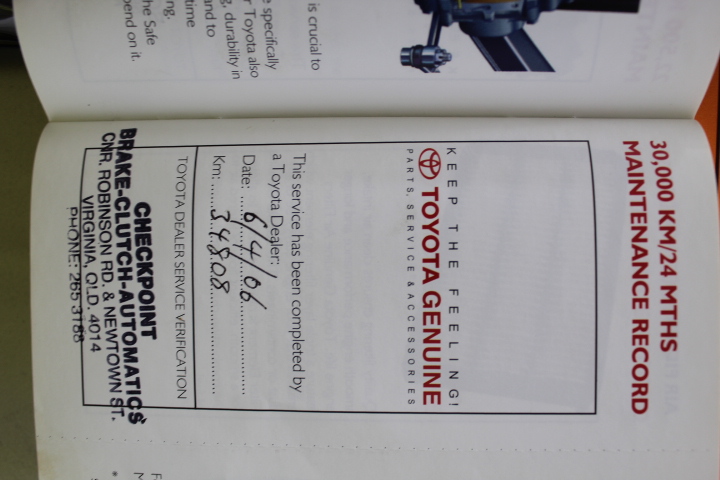 is crucial to
specifically
Toyota also
durability in
and to
time
he Safe
pend on it.
30,000 KM/24 MTHS
MAINTENANCE RECORD
KEEP THE FEELING!
TOYOTA GENUINE
PARTS, SERVICE & ACCESSORIES
This service has been completed by
a Toyota Dealer:
Date: 6/4/06
Km: 34808
TOYOTA DEALER SERVICE VERIFICATION
CHECKPOINT
BRAKE-CLUTCH-AUTOMATICS
CNR. ROBINSON RD. & NEWTOWN ST.
VIRGINIA, QLD. 4014
PHONE: 265 3188